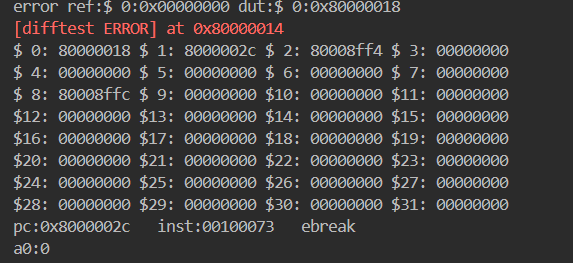 error ref:$ 0:0x00000000 dut:$ 0:0x80000018
[difftest ERROR] at 0x80000014
$ 0: 80000018 $ 1: 8000002c $ 2: 80008ff4 $ 3: 00000000
$ 4: 00000000 $ 5: 00000000 $ 6: 00000000 $ 7: 00000000
$ 8: 80008ffc $ 9: 00000000 $10: 00000000 $11: 00000000
$12: 00000000 $13: 00000000 $14: 00000000 $15: 00000000
$16: 00000000 $17: 00000000 $18: 00000000 $19: 00000000
$20: 00000000 $21: 00000000 $22: 00000000 $23: 00000000
$24: 00000000 $25: 00000000 $26: 00000000 $27: 00000000
$28: 00000000 $29: 00000000 $30: 00000000 $31: 00000000
pc:0x8000002c   inst:00100073   ebreak
a0:0